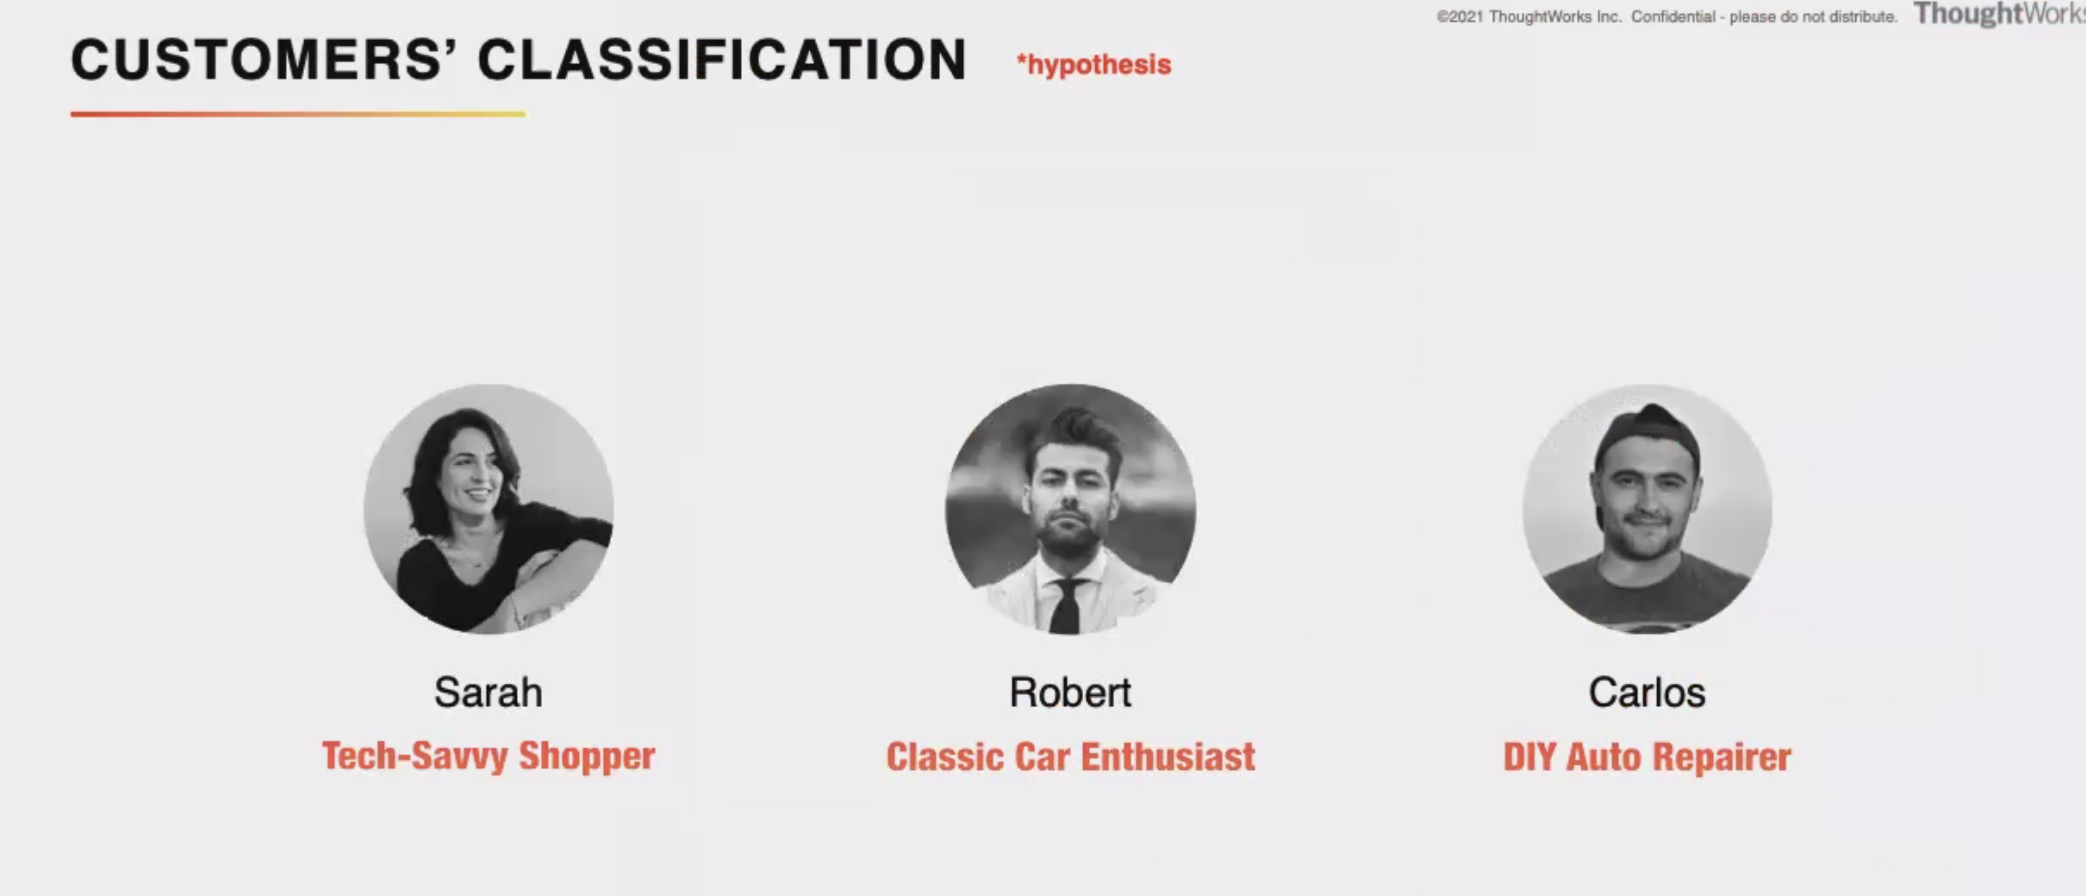 ©2021 ThoughtWorks Inc. Confidential - please do not distribute. ThoughtWorks
CUSTOMERS’ CLASSIFICATION *hypothesis
Sarah
Robert
Carlos
Tech-Savvy Shopper
Classic Car Enthusiast
DIY Auto Repairer